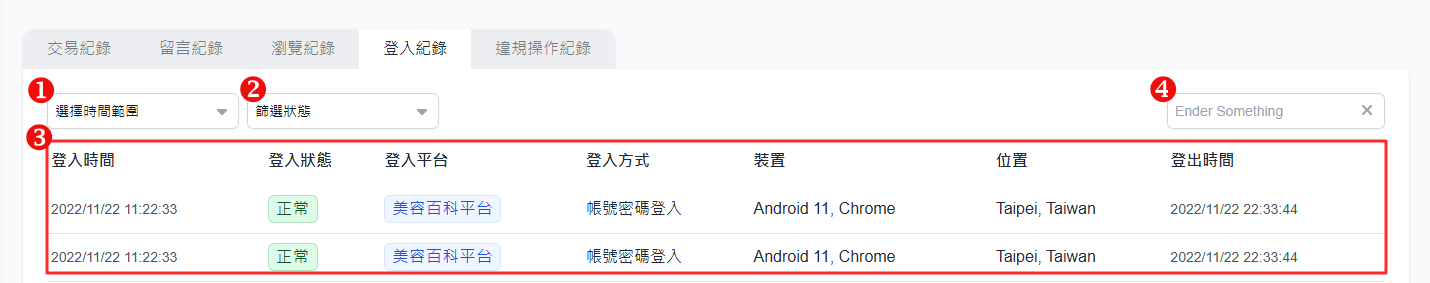 交易紀錄 留言紀錄 瀏覽紀錄 登入紀錄 違規操作紀錄
1 2 4
選擇時間範圍 篩選狀態 Ender Something ✕
3
登入時間 登入狀態 登入平台 登入方式 裝置 位置 登出時間
2022/11/22 11:22:33 正常 美容百科平台 帳號密碼登入 Android 11, Chrome Taipei, Taiwan 2022/11/22 22:33:44
2022/11/22 11:22:33 正常 美容百科平台 帳號密碼登入 Android 11, Chrome Taipei, Taiwan 2022/11/22 22:33:44